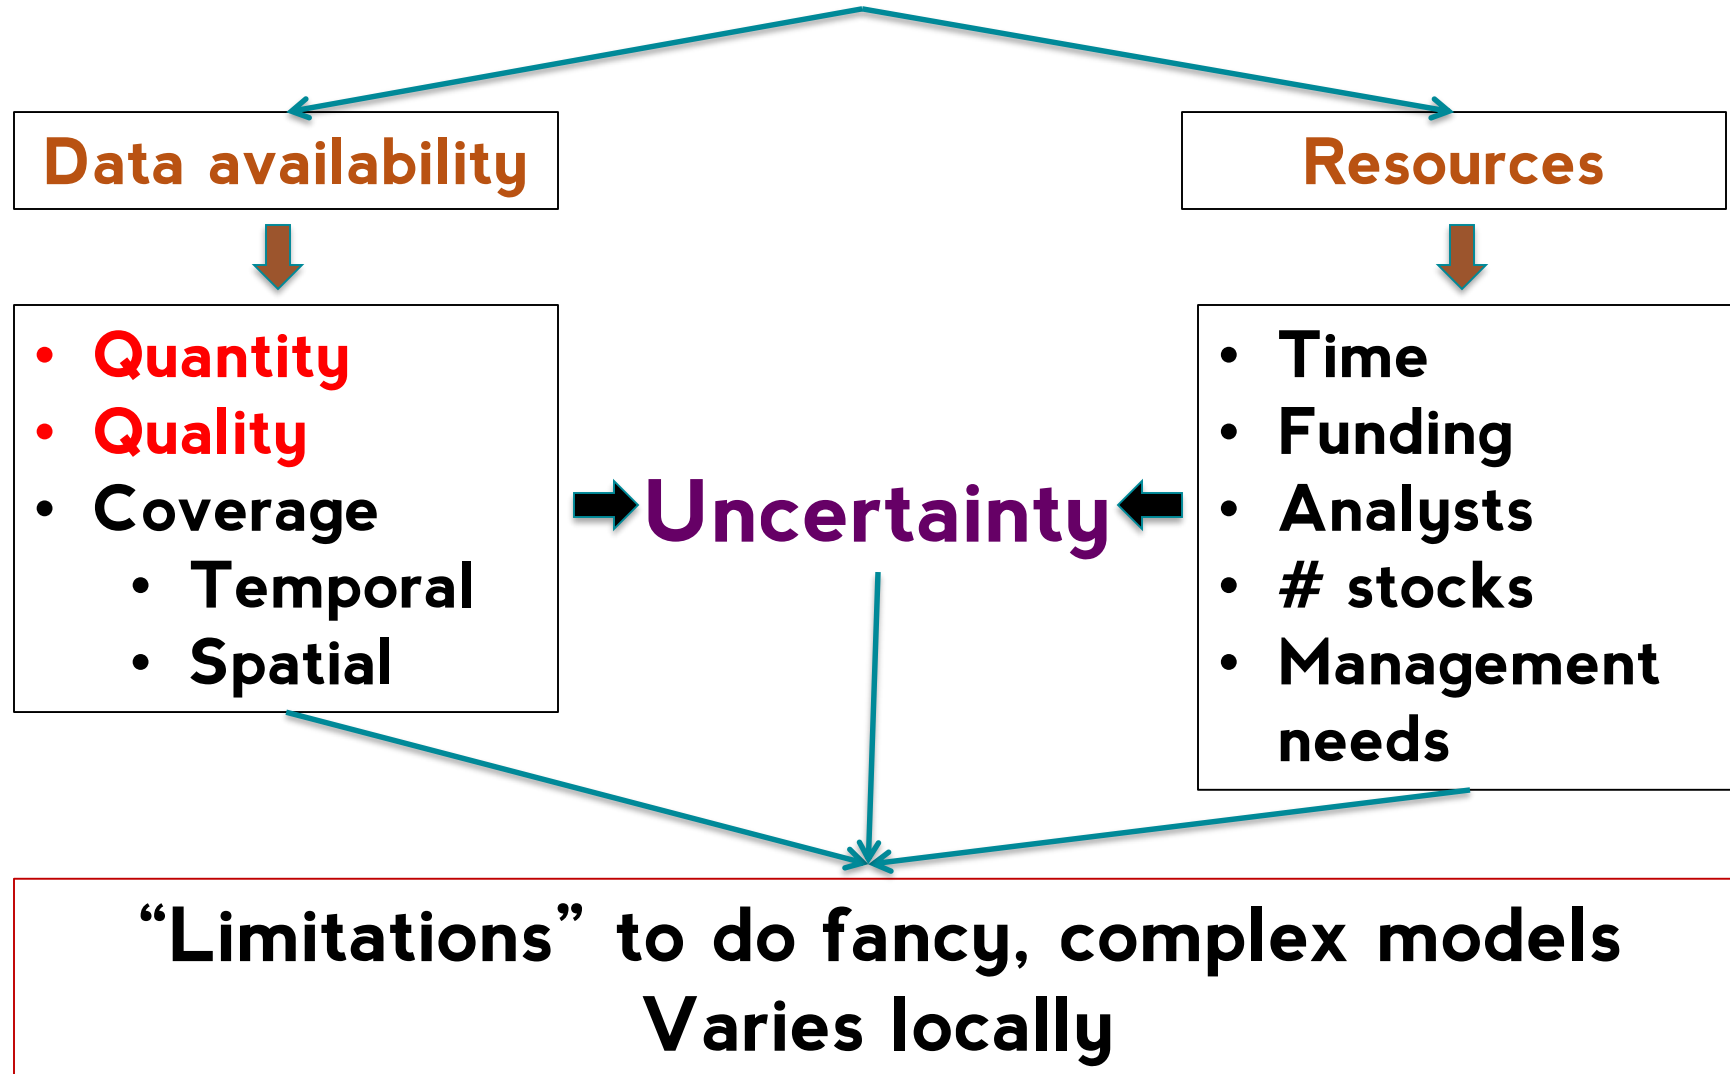 Data availability
Resources
• Quantity
• Quality
• Coverage
• Temporal
• Spatial
Uncertainty
• Time
• Funding
• Analysts
• # stocks
• Management
needs
“Limitations” to do fancy, complex models
Varies locally